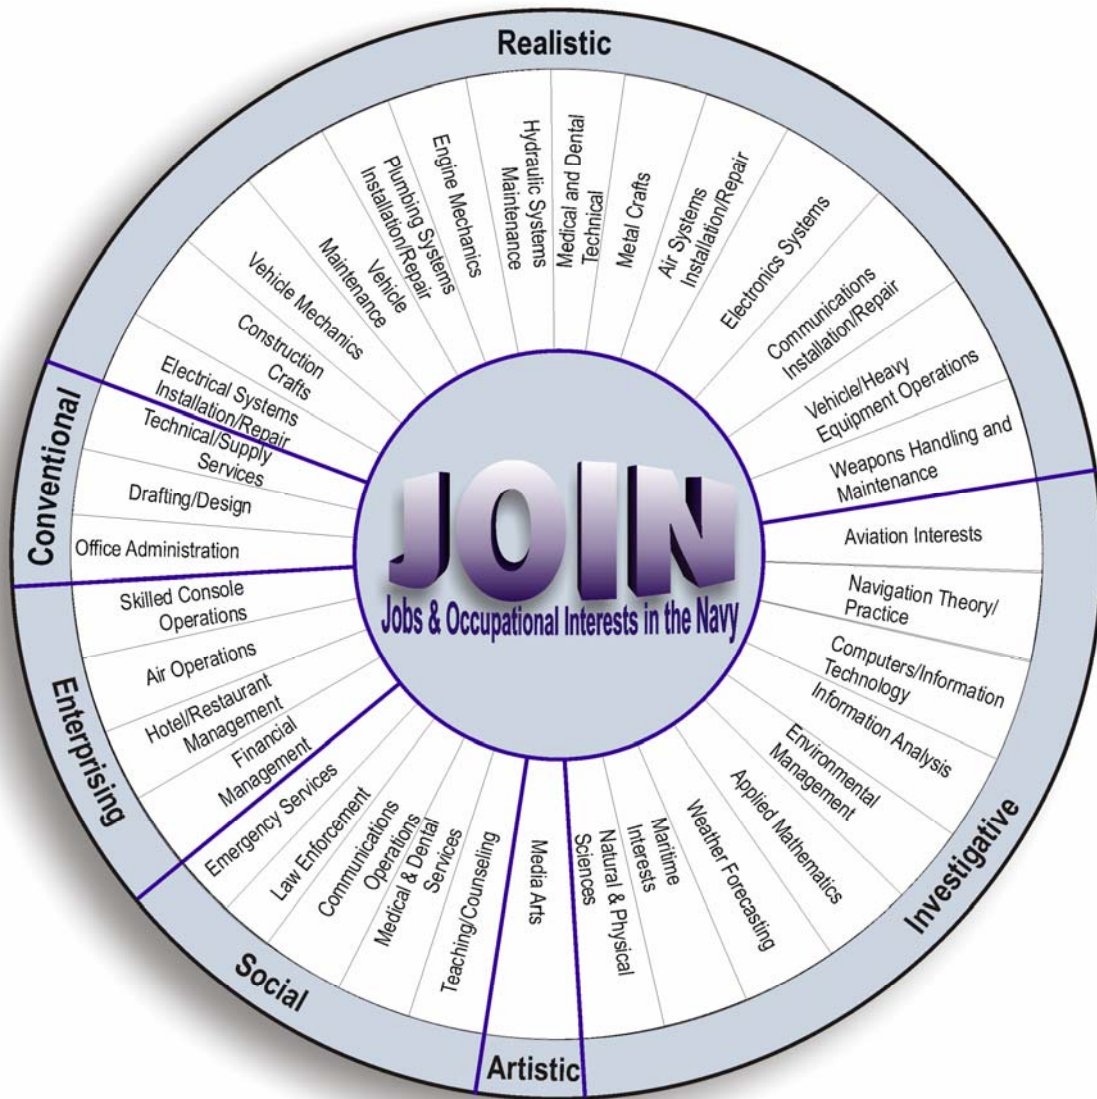 Realistic
Electrical Systems
Installation/Repair
Construction
Crafts
Vehicle Mechanics
Vehicle
Maintenance
Plumbing Systems
Installation/Repair
Engine Mechanics
Hydraulic Systems
Maintenance
Medical and Dental
Technical
Metal Crafts
Air Systems
Installation/Repair
Electronics Systems
Communications
Installation/Repair
Vehicle/Heavy
Equipment Operations
Weapons Handling and
Maintenance
Investigative
Aviation Interests
Navigation Theory/
Practice
Computers/Information
Technology
Information Analysis
Environmental
Management
Applied Mathematics
Weather Forecasting
Maritime
Interests
Natural & Physical
Sciences
Artistic
Media Arts
Social
Teaching/Counseling
Medical & Dental
Services
Communications
Operations
Law Enforcement
Emergency Services
Enterprising
Financial
Management
Hotel/Restaurant
Management
Air Operations
Skilled Console
Operations
Conventional
Office Administration
Drafting/Design
Technical/Supply
Services
JOIN
Jobs & Occupational Interests in the Navy